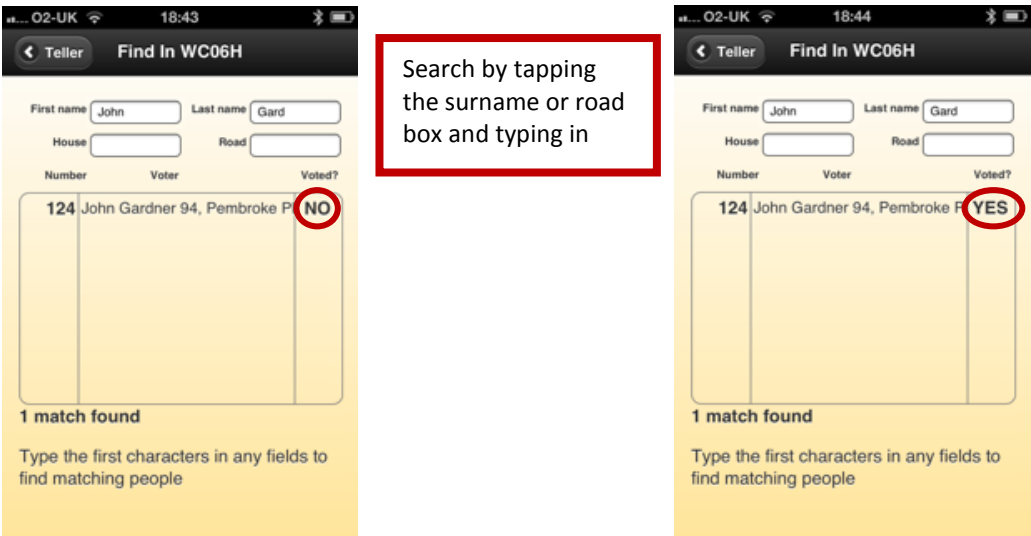 O2-UK 18:43
Teller Find In WC06H
First name John Last name Gard
House Road
Number Voter Voted?
124 John Gardner 94, Pembroke Pl NO
1 match found
Type the first characters in any fields to
find matching people
Search by tapping
the surname or road
box and typing in
O2-UK 18:44
Teller Find In WC06H
First name John Last name Gard
House Road
Number Voter Voted?
124 John Gardner 94, Pembroke P YES
1 match found
Type the first characters in any fields to
find matching people